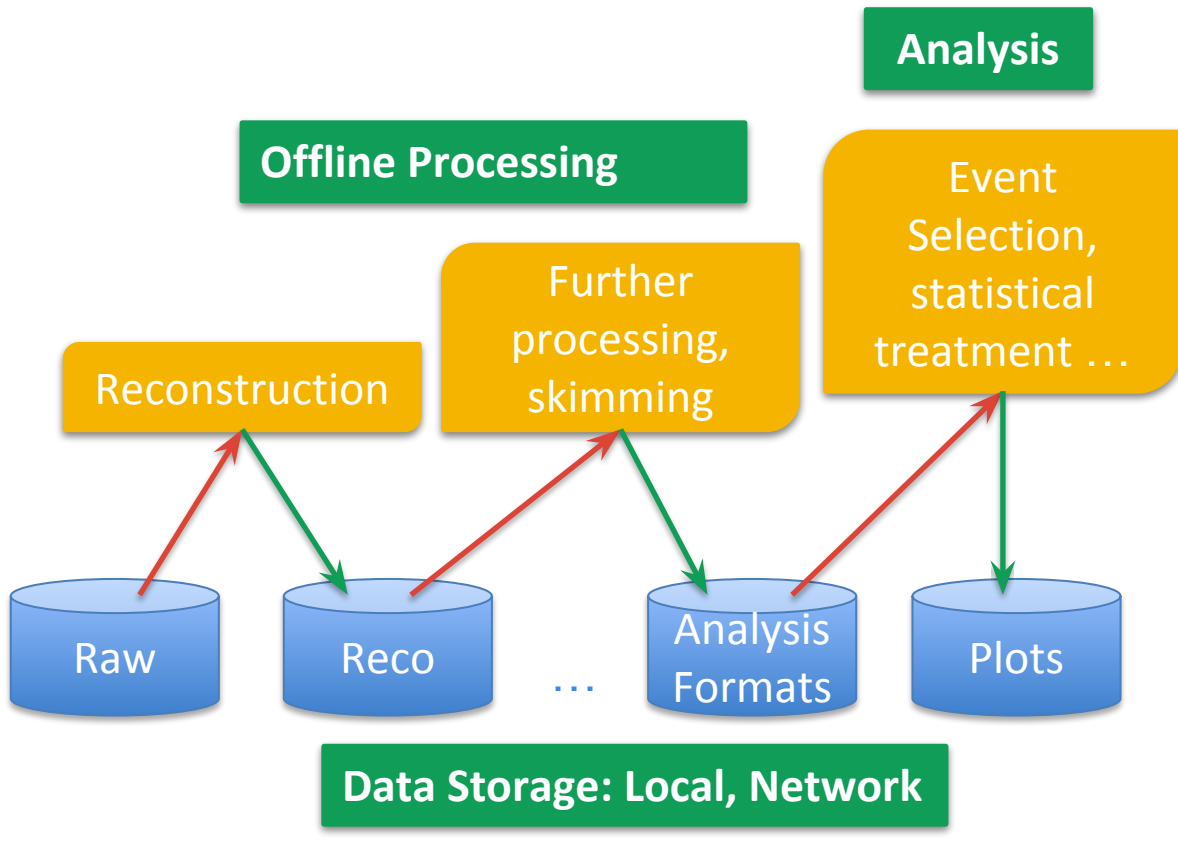 Analysis
Offline Processing
Event
Selection,
statistical
treatment …
Further
processing,
skimming
Reconstruction
Raw
Reco
…
Analysis
Formats
Plots
Data Storage: Local, Network